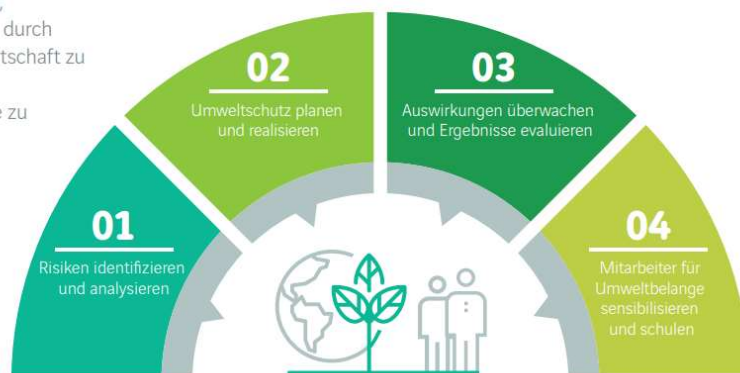 durch
zu
zu
01
Risiken identifizieren
und analysieren
02
Umweltschutz planen
und realisieren
03
Auswirkungen überwachen
und Ergebnisse evaluieren
04
Mitarbeiter für
Umweltbelange
sensibilisieren
und schulen